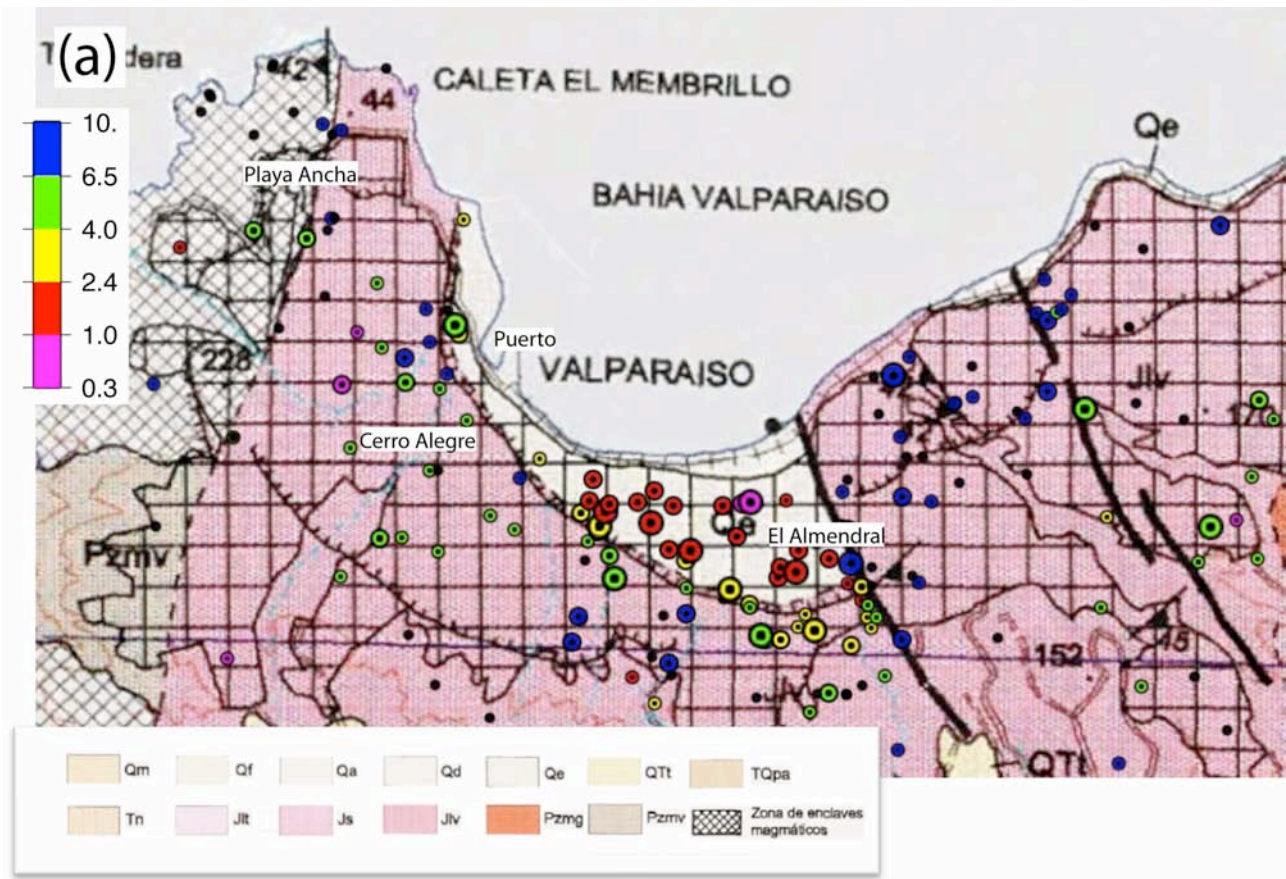 (a)
dera
42
CALETA EL MEMBRILLO
44
10.
6.5
4.0
2.4
1.0
0.3
Qe
Playa Ancha
BAHIA VALPARAISO
Puerto
228
VALPARAISO
Jlv
Cerro Alegre
Qe
El Almendral
Pzmv
152
45
QTt
Qm
Qf
Qa
Qd
Qe
QTt
TQpa
Tn
Jlt
Js
Jlv
Pzmg
Pzmv
Zona de enclaves
magmáticos